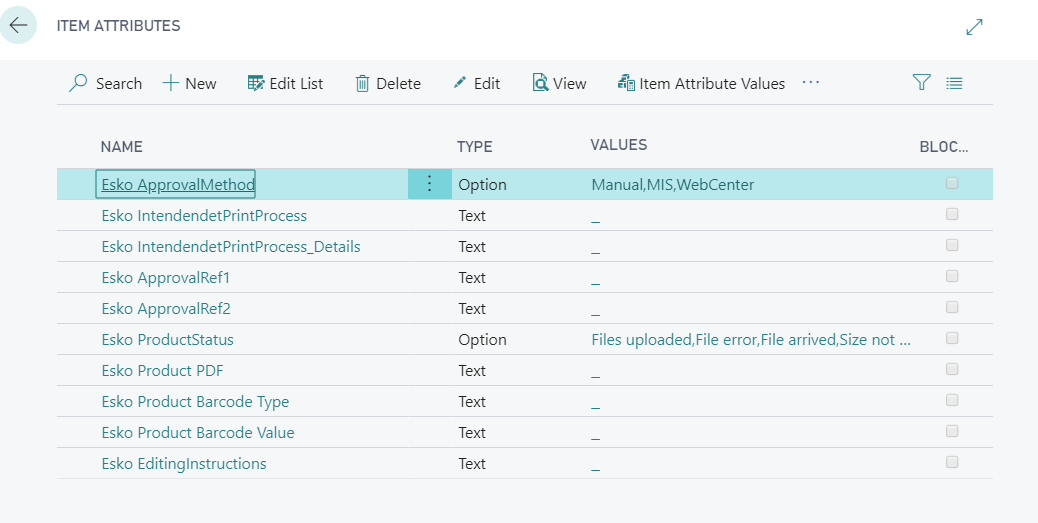 ITEM ATTRIBUTES
Search New Edit List Delete Edit View Item Attribute Values ...
NAME TYPE VALUES BLOC...
Esko ApprovalMethod Option Manual,MIS,WebCenter
Esko IntendendetPrintProcess Text _
Esko IntendendetPrintProcess_Details Text _
Esko ApprovalRef1 Text _
Esko ApprovalRef2 Text _
Esko ProductStatus Option Files uploaded,File error,File arrived,Size not ...
Esko Product PDF Text _
Esko Product Barcode Type Text _
Esko Product Barcode Value Text _
Esko EditingInstructions Text _